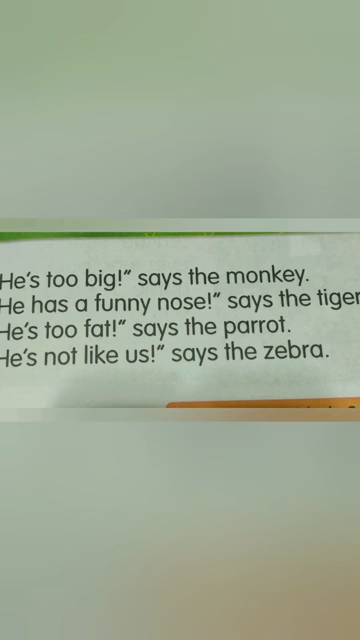 He's too big!” says the monkey.
He has a funny nose!” says the tiger
He's too fat!” says the parrot.
He's not like us!” says the zebra.